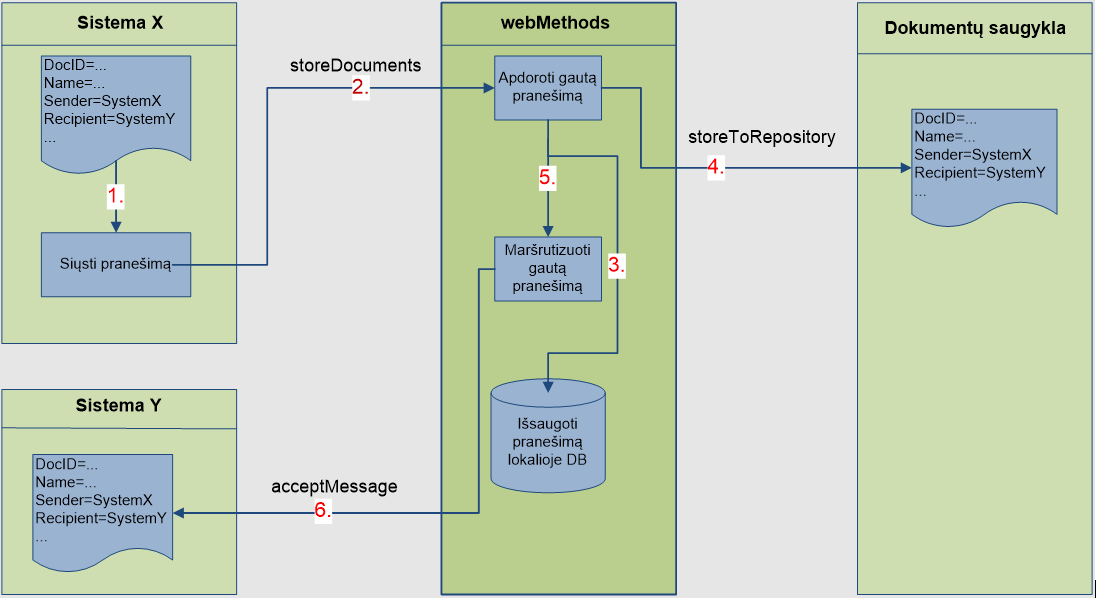 Sistema X
DocID=...
Name=...
Sender=SystemX
Recipient=SystemY
...
1.
Siųsti pranešimą
storeDocuments
2.
webMethods
Apdoroti gautą
pranešimą
5.
Maršrutizuoti
gautą
pranešimą
3.
Išsaugoti
pranešimą
lokalioje DB
storeToRepository
4.
Dokumentų saugykla
DocID=...
Name=...
Sender=SystemX
Recipient=SystemY
...
Sistema Y
DocID=...
Name=...
Sender=SystemX
Recipient=SystemY
...
acceptMessage
6.